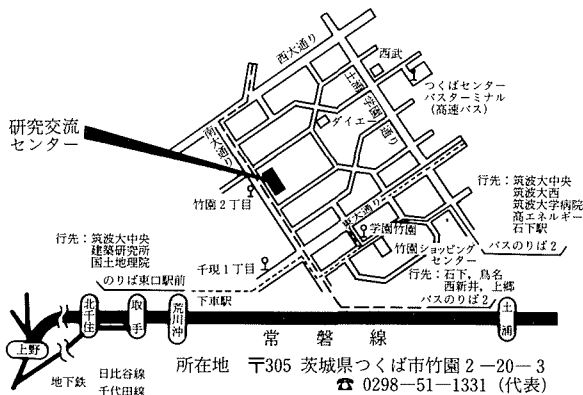 西大通り
西武
土浦学園通り
つくばセンター
バスターミナル
(高速バス)
ダイエー
南大通り
研究交流
センター
竹園2丁目
東大通り
行先:筑波大中央
筑波大西
筑波大学病院
高エネルギー
石下駅
バスのりば2
学園竹園
竹園ショッピング
センター
行先:筑波大中央
建築研究所
国土地理院
のりば東口駅前
千現1丁目
行先:石下,鳥名
西新井,上郷
バスのりば2
下車駅
上野
北千住
取手
荒川沖
土浦
常磐線
地下鉄 日比谷線
千代田線
所在地 〒305 茨城県つくば市竹園2-20-3
☎ 0298-51-1331(代表)